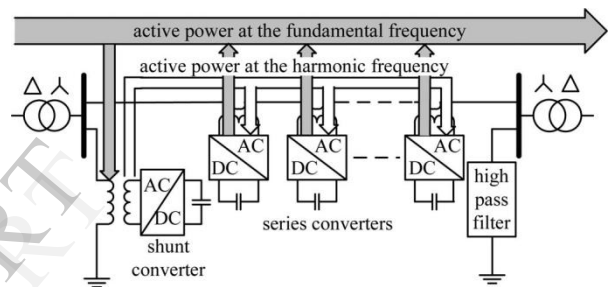 active power at the fundamental frequency
active power at the harmonic frequency
AC
DC
AC
DC
AC
DC
AC
DC
high
pass
filter
series converters
shunt
converter
RT